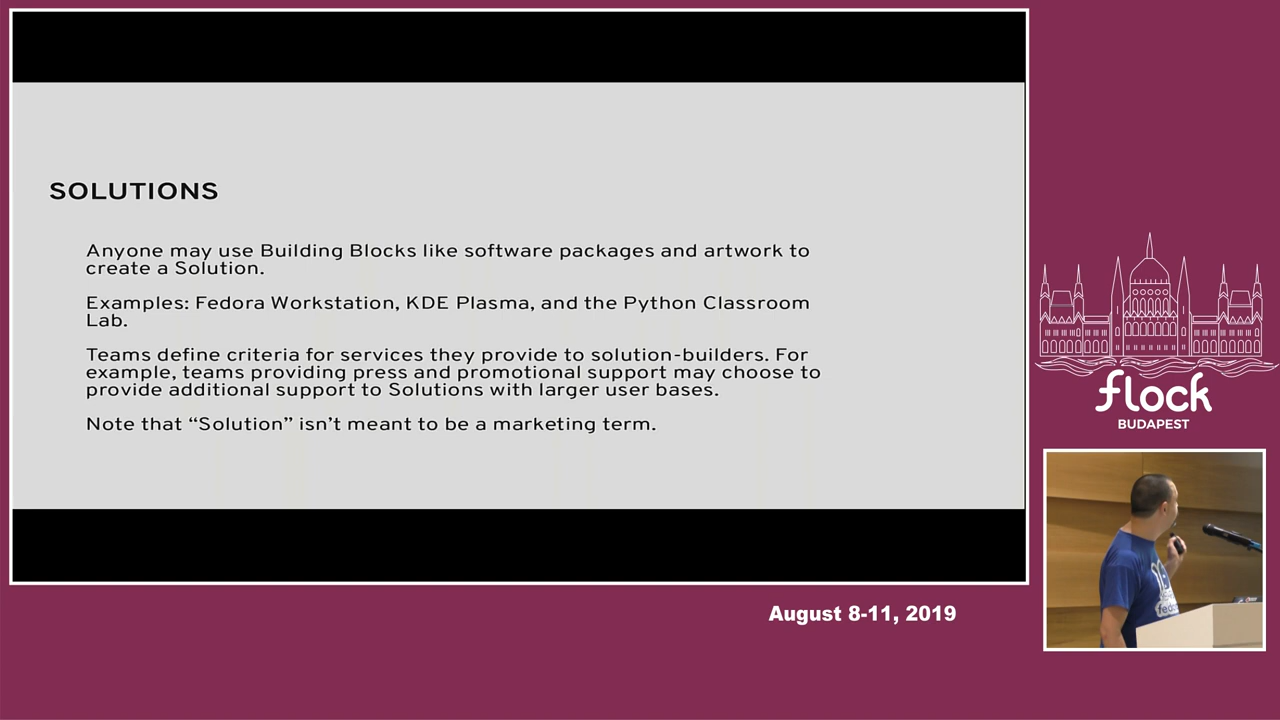 SOLUTIONS
Anyone may use Building Blocks like software packages and artwork to
create a Solution.
Examples: Fedora Workstation, KDE Plasma, and the Python Classroom
Lab.
Teams define criteria for services they provide to solution-builders. For
example, teams providing press and promotional support may choose to
provide additional support to Solutions with larger user bases.
Note that “Solution” isn’t meant to be a marketing term.
flock
BUDAPEST
August 8-11, 2019